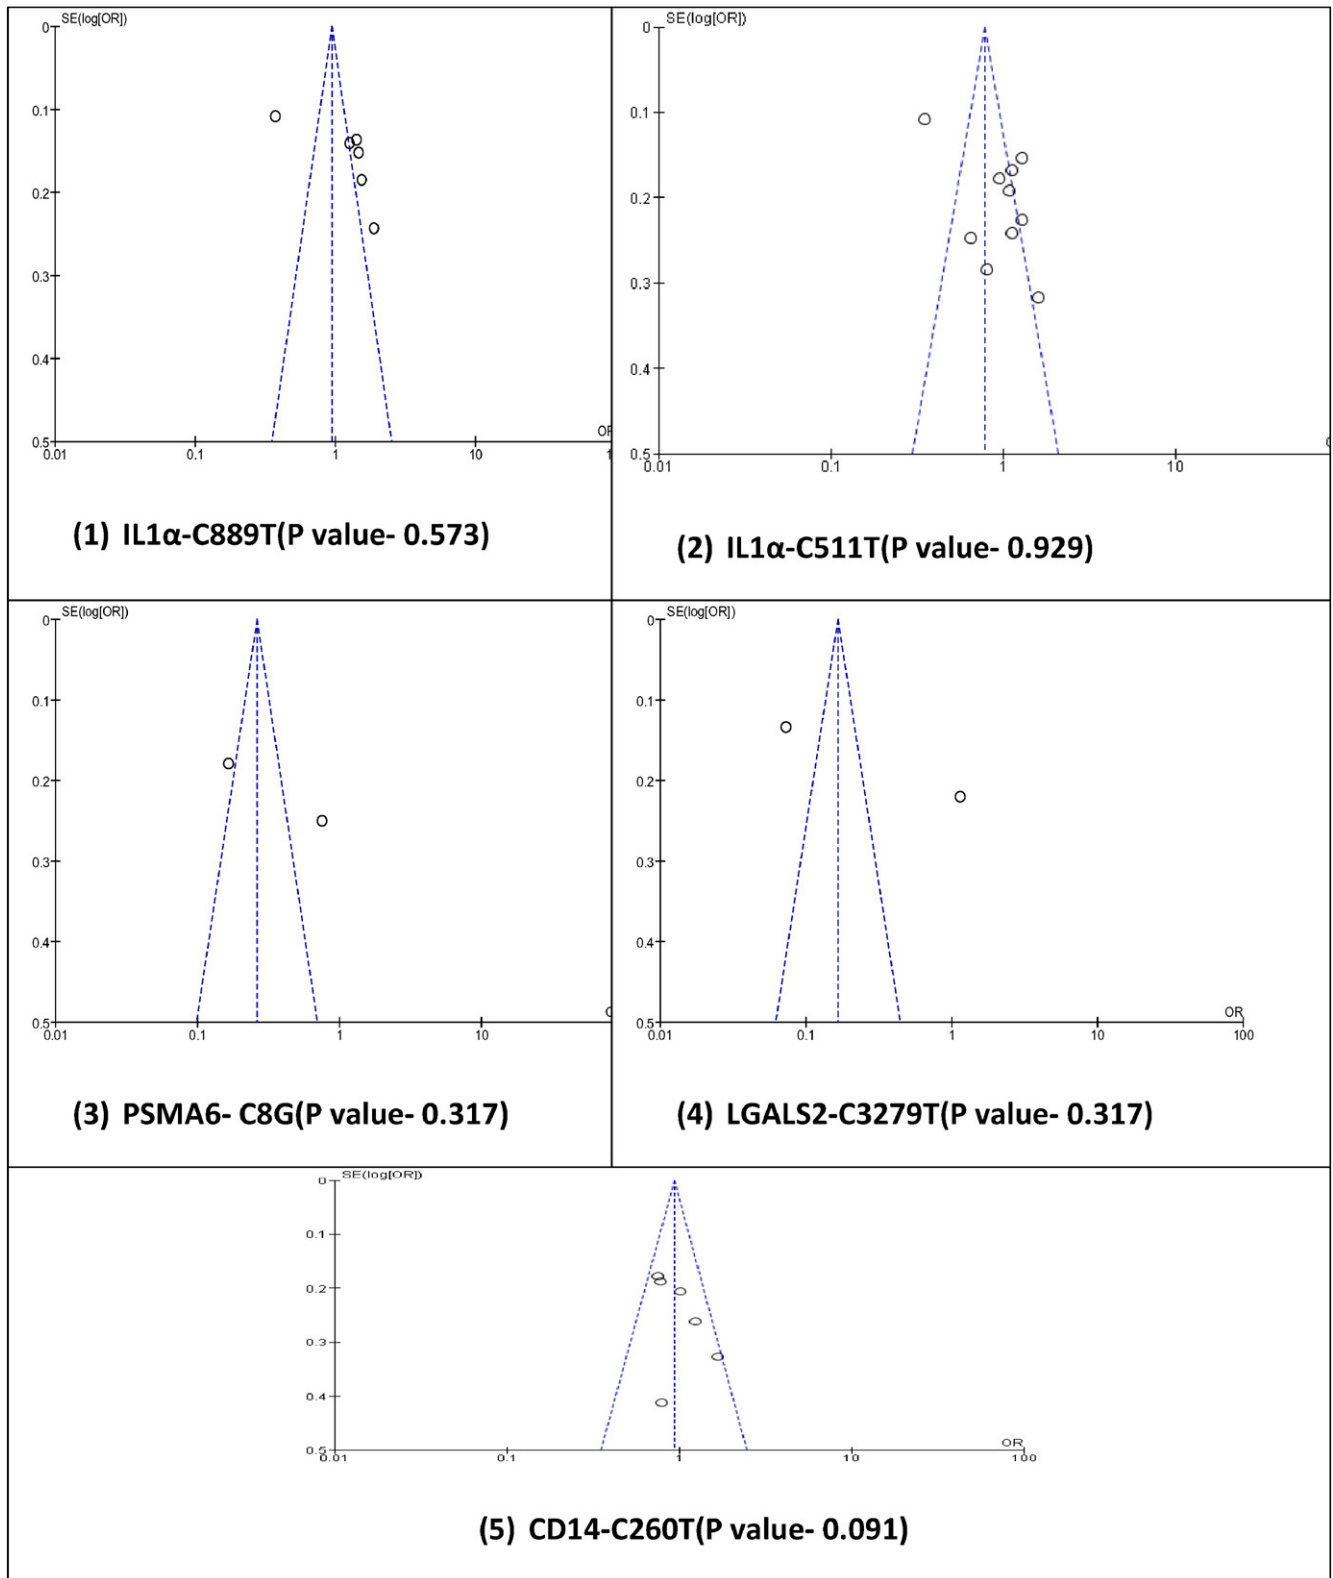 SE(log[OR])
0
0.1
0.2
0.3
0.4
0.5
OR
0.01 0.1 1 10 1
(1) IL1α-C889T(P value- 0.573)
SE(log[OR])
0
0.1
0.2
0.3
0.4
0.5
0.01 0.1 1 10
(2) IL1α-C511T(P value- 0.929)
SE(log[OR])
0
0.1
0.2
0.3
0.4
0.5
0.01 0.1 1 10
(3) PSMA6- C8G(P value- 0.317)
SE(log[OR])
0
0.1
0.2
0.3
0.4
0.5
OR
0.01 0.1 1 10 100
(4) LGALS2-C3279T(P value- 0.317)
SE(log[OR])
0
0.1
0.2
0.3
0.4
0.5
OR
0.01 0.1 1 10 100
(5) CD14-C260T(P value- 0.091)